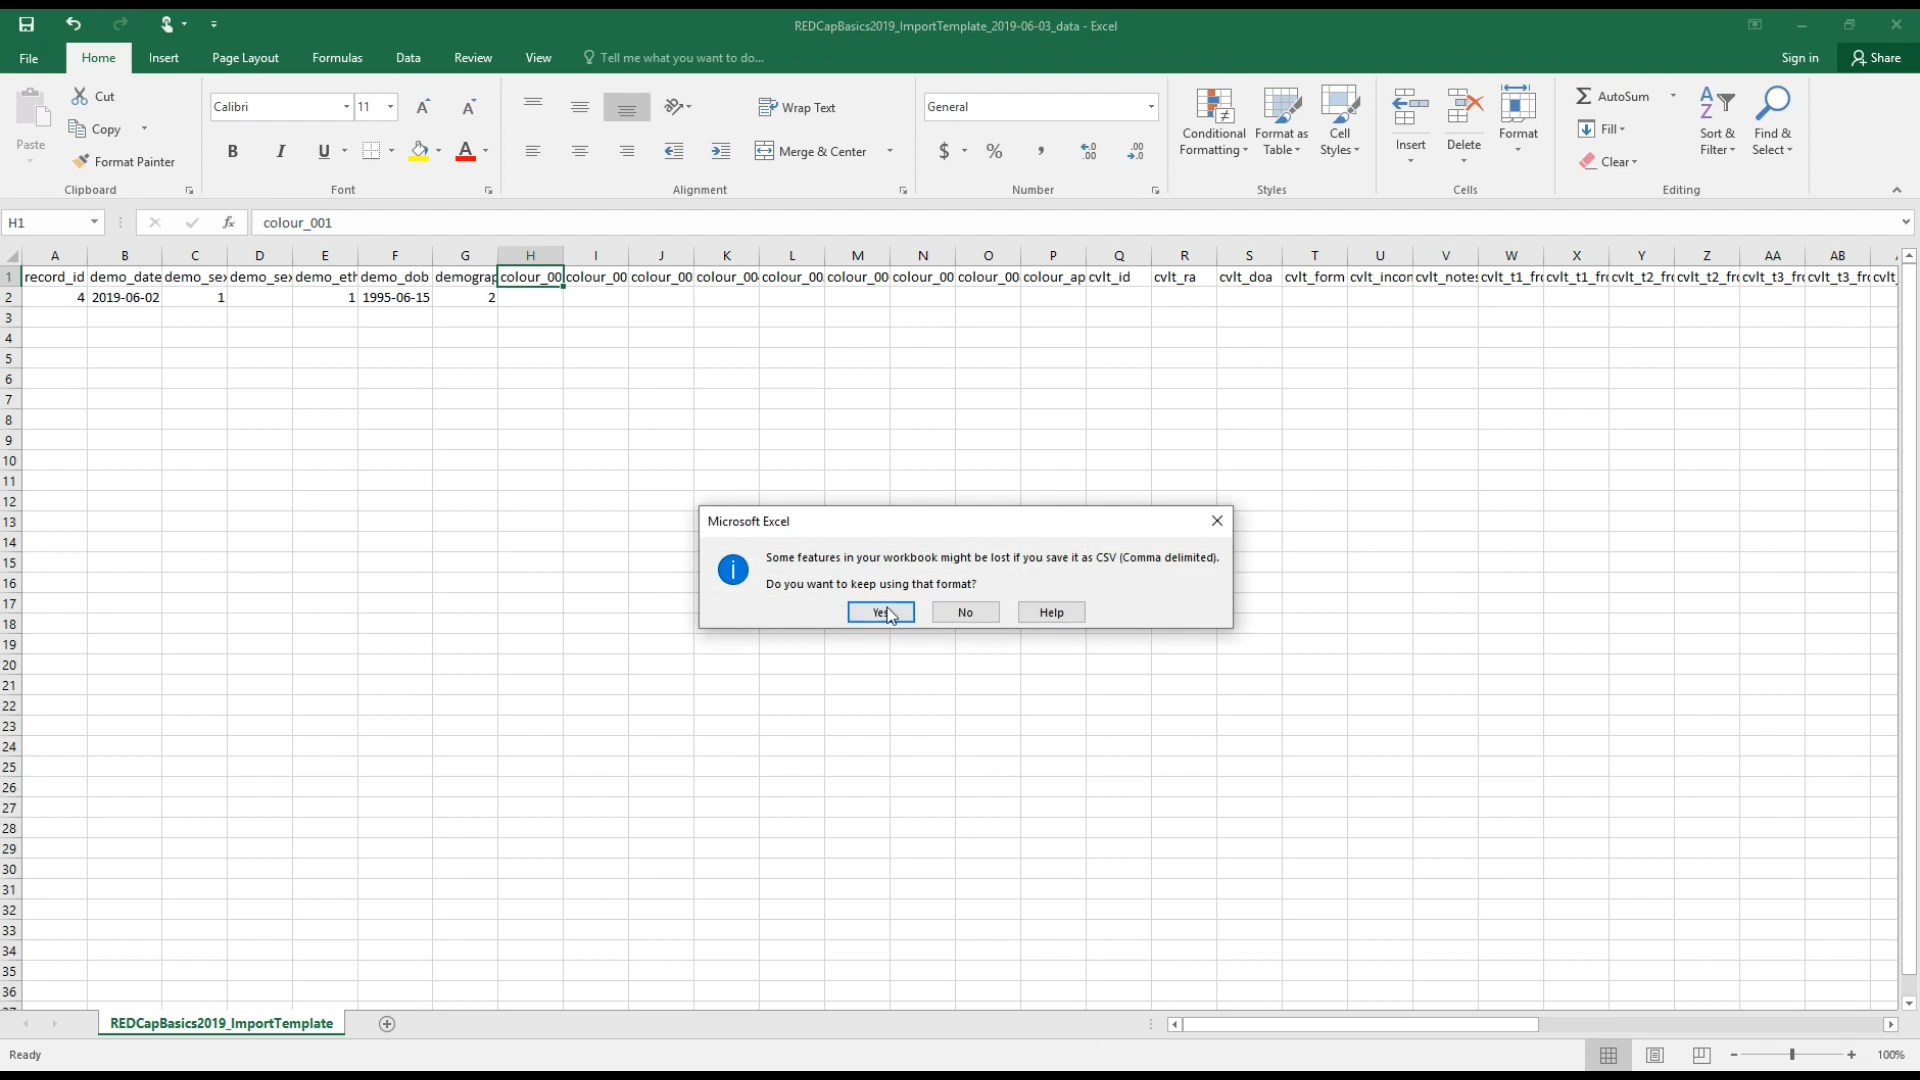 REDCapBasics2019_ImportTemplate_2019-06-03_data - Excel
File Home Insert Page Layout Formulas Data Review View Tell me what you want to do... Sign in Share
Paste Cut Copy Format Painter
Calibri 11
B I U A
Wrap Text
Merge & Center
General
$ % ,
Conditional Formatting
Format as Table
Cell Styles
Insert Delete Format
AutoSum
Fill
Clear
Sort & Filter
Find & Select
Clipboard Font Alignment Number Styles Cells Editing
H1 fx colour_001
A B C D E F G H I J K L M N O P Q R S T U V W X Y Z AA AB
1 record_id demo_date demo_sex demo_sex demo_eth demo_dob demograp colour_00 colour_00 colour_00 colour_00 colour_00 colour_00 colour_00 colour_00 colour_ap cvlt_id cvlt_ra cvlt_doa cvlt_form cvlt_incor cvlt_notes cvlt_t1_fr cvlt_t1_fr cvlt_t2_fr cvlt_t2_fr cvlt_t3_fr cvlt_t3_fr cvlt_
2 4 2019-06-02 1 1 1995-06-15 2
3
4
5
6
7
8
9
10
11
12
13
14
15
16
17
18
19
20
21
22
23
24
25
26
27
28
29
30
31
32
33
34
35
36
Microsoft Excel
Some features in your workbook might be lost if you save it as CSV (Comma delimited).
Do you want to keep using that format?
Yes No Help
REDCapBasics2019_ImportTemplate
Ready 100%